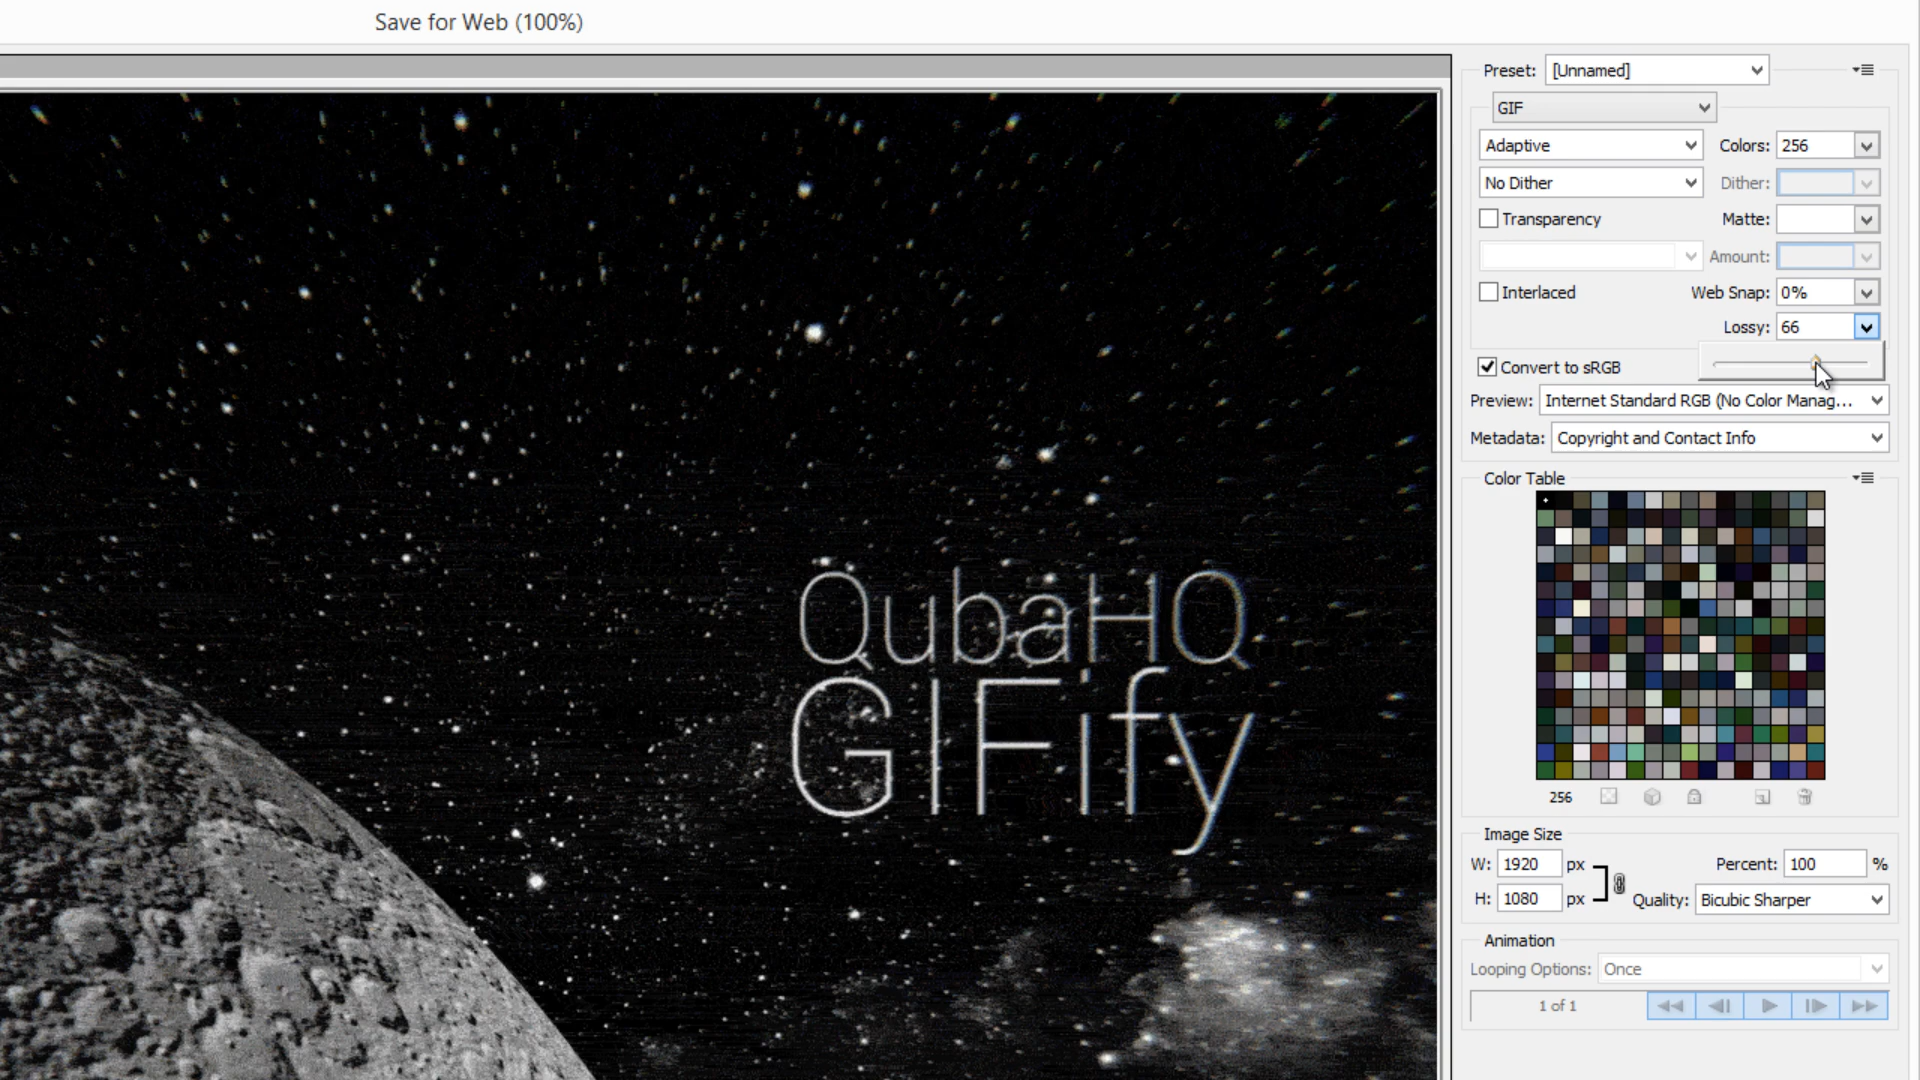 Save for Web (100%)
Preset: [Unnamed]
GIF
Adaptive Colors: 256
No Dither Dither:
Transparency Matte:
Amount:
Interlaced Web Snap: 0%
Lossy: 66
Convert to sRGB
Preview: Internet Standard RGB (No Color Manag...
Metadata: Copyright and Contact Info
Color Table
256
QubaHQ
GIFify
Image Size
W: 1920 px Percent: 100 %
H: 1080 px Quality: Bicubic Sharper
Animation
Looping Options: Once
1 of 1